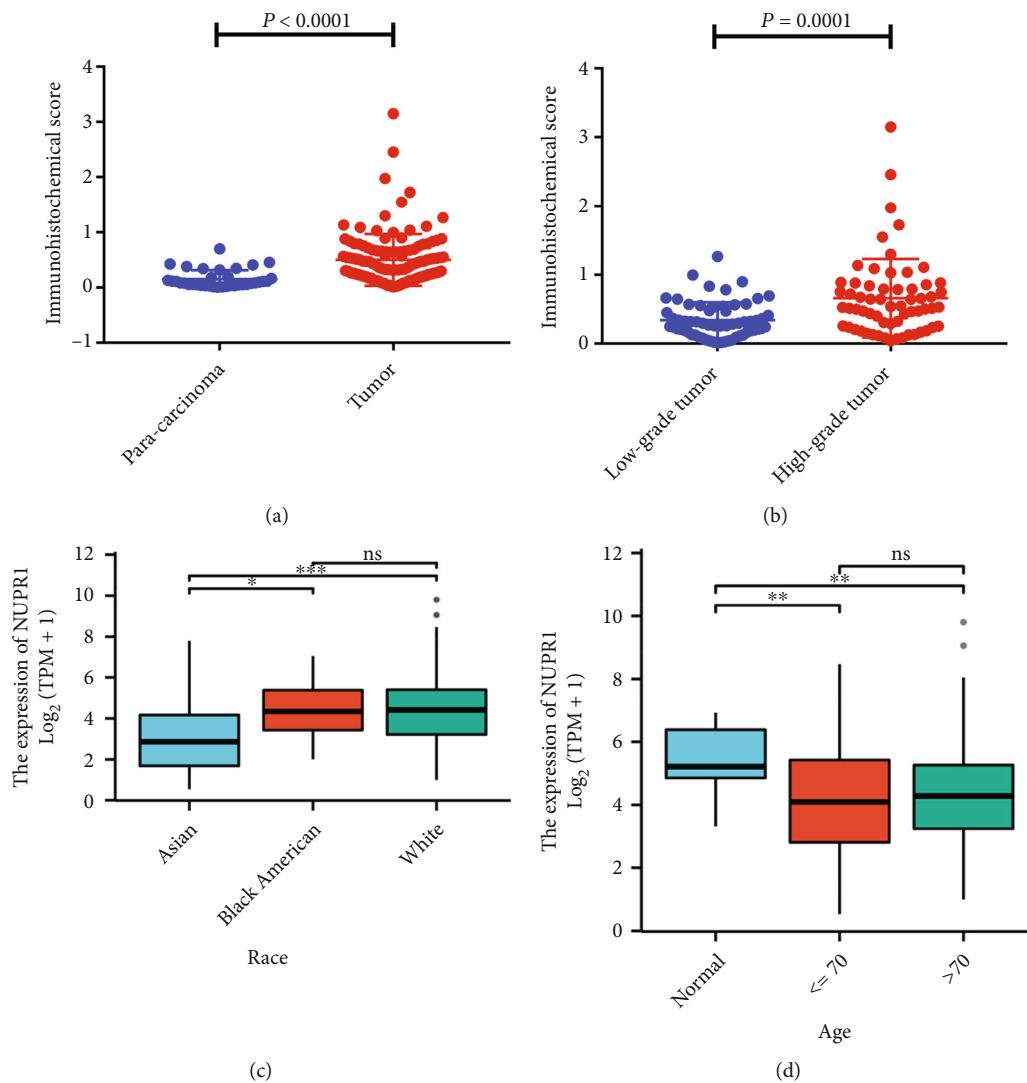 P < 0.0001
4
3
2
1
0
−1
Immunohistochemical score
Para-carcinoma
Tumor
(a)
P = 0.0001
4
3
2
1
0
Immunohistochemical score
Low-grade tumor
High-grade tumor
(b)
12
10
8
6
4
2
0
The expression of NUPR1
Log₂ (TPM + 1)
ns
***
*
Asian
Black American
White
Race
(c)
12
10
8
6
4
2
0
The expression of NUPR1
Log₂ (TPM + 1)
ns
**
**
Normal
<= 70
>70
Age
(d)